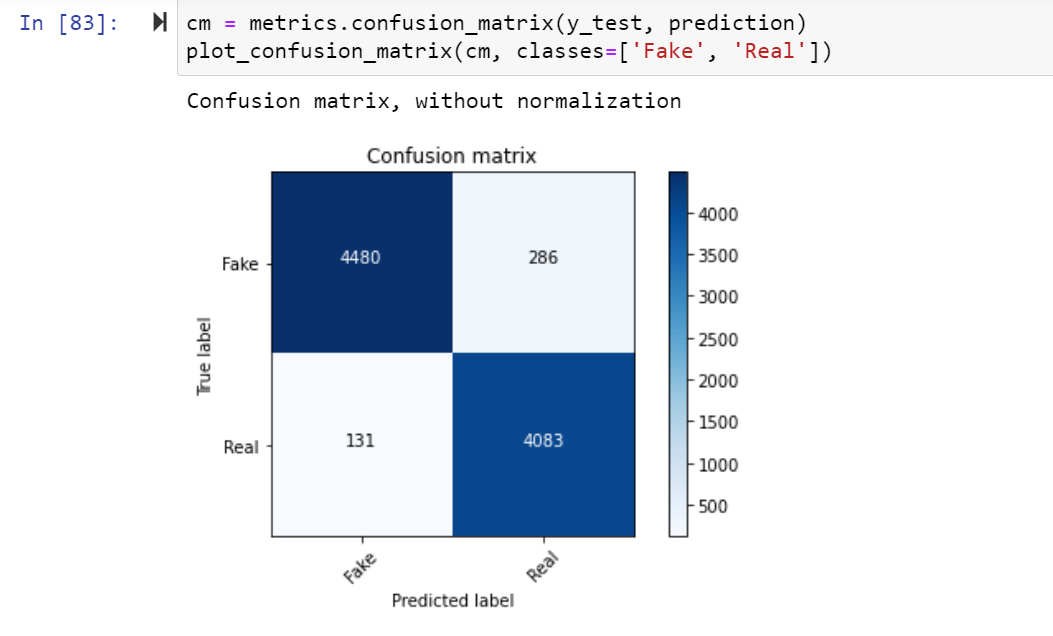 In [83]:
cm = metrics.confusion_matrix(y_test, prediction)
plot_confusion_matrix(cm, classes=['Fake', 'Real'])
Confusion matrix, without normalization
Confusion matrix
4480
286
131
4083
Fake
Real
True label
Fake
Real
Predicted label
4000
3500
3000
2500
2000
1500
1000
500